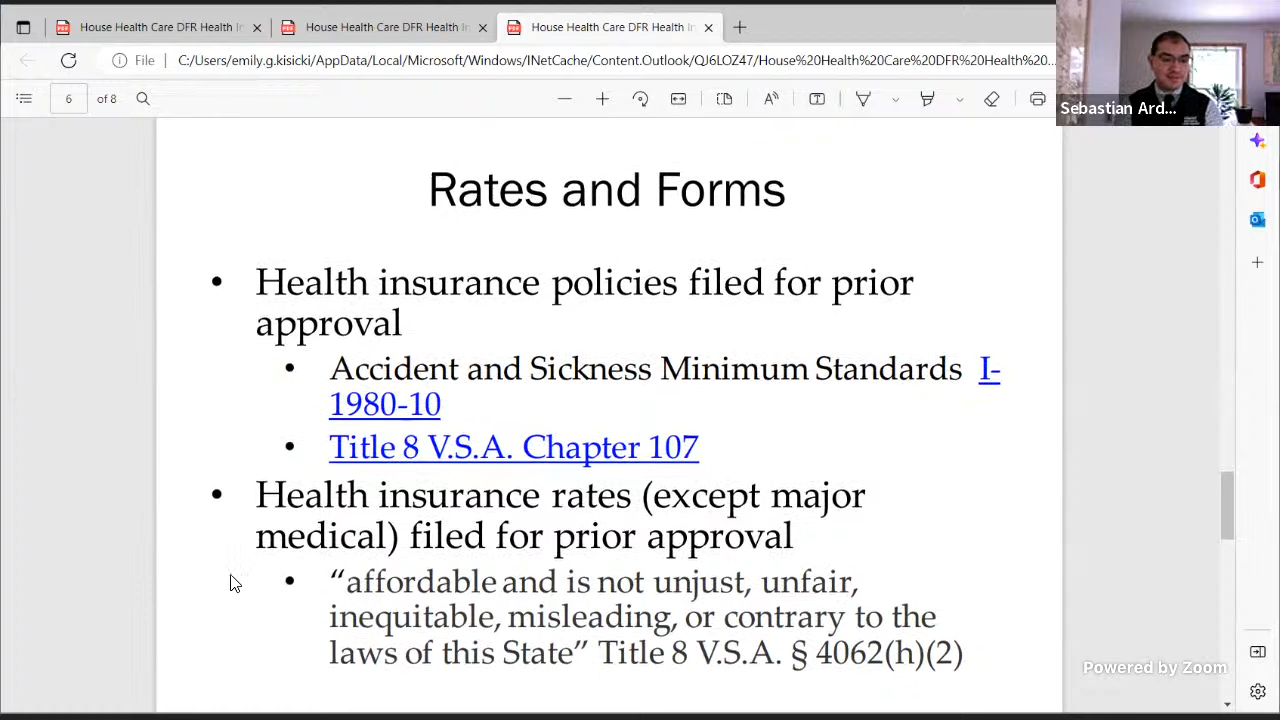 House Health Care DFR Health In
House Health Care DFR Health In
House Health Care DFR Health In
File
C:/Users/emily.g.kisicki/AppData/Local/Microsoft/Windows/INetCache/Content.Outlook/QJ6LOZ47/House%20Health%20Care%20DFR%20Health%20...
6 of 8
Sebastian Ard...
Rates and Forms
• Health insurance policies filed for prior
approval
• Accident and Sickness Minimum Standards I-
1980-10
• Title 8 V.S.A. Chapter 107
• Health insurance rates (except major
medical) filed for prior approval
• “affordable and is not unjust, unfair,
inequitable, misleading, or contrary to the
laws of this State” Title 8 V.S.A. § 4062(h)(2)
Powered by Zoom